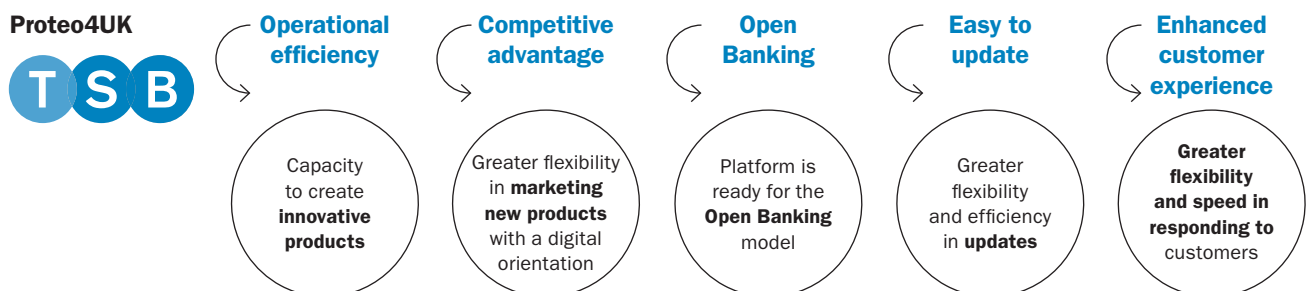 Proteo4UK
TSB
Operational
efficiency
Capacity
to create
innovative
products
Competitive
advantage
Greater flexibility
in marketing
new products
with a digital
orientation
Open
Banking
Platform is
ready for the
Open Banking
model
Easy to
update
Greater
flexibility
and efficiency
in updates
Enhanced
customer
experience
Greater
flexibility
and speed in
responding to
customers